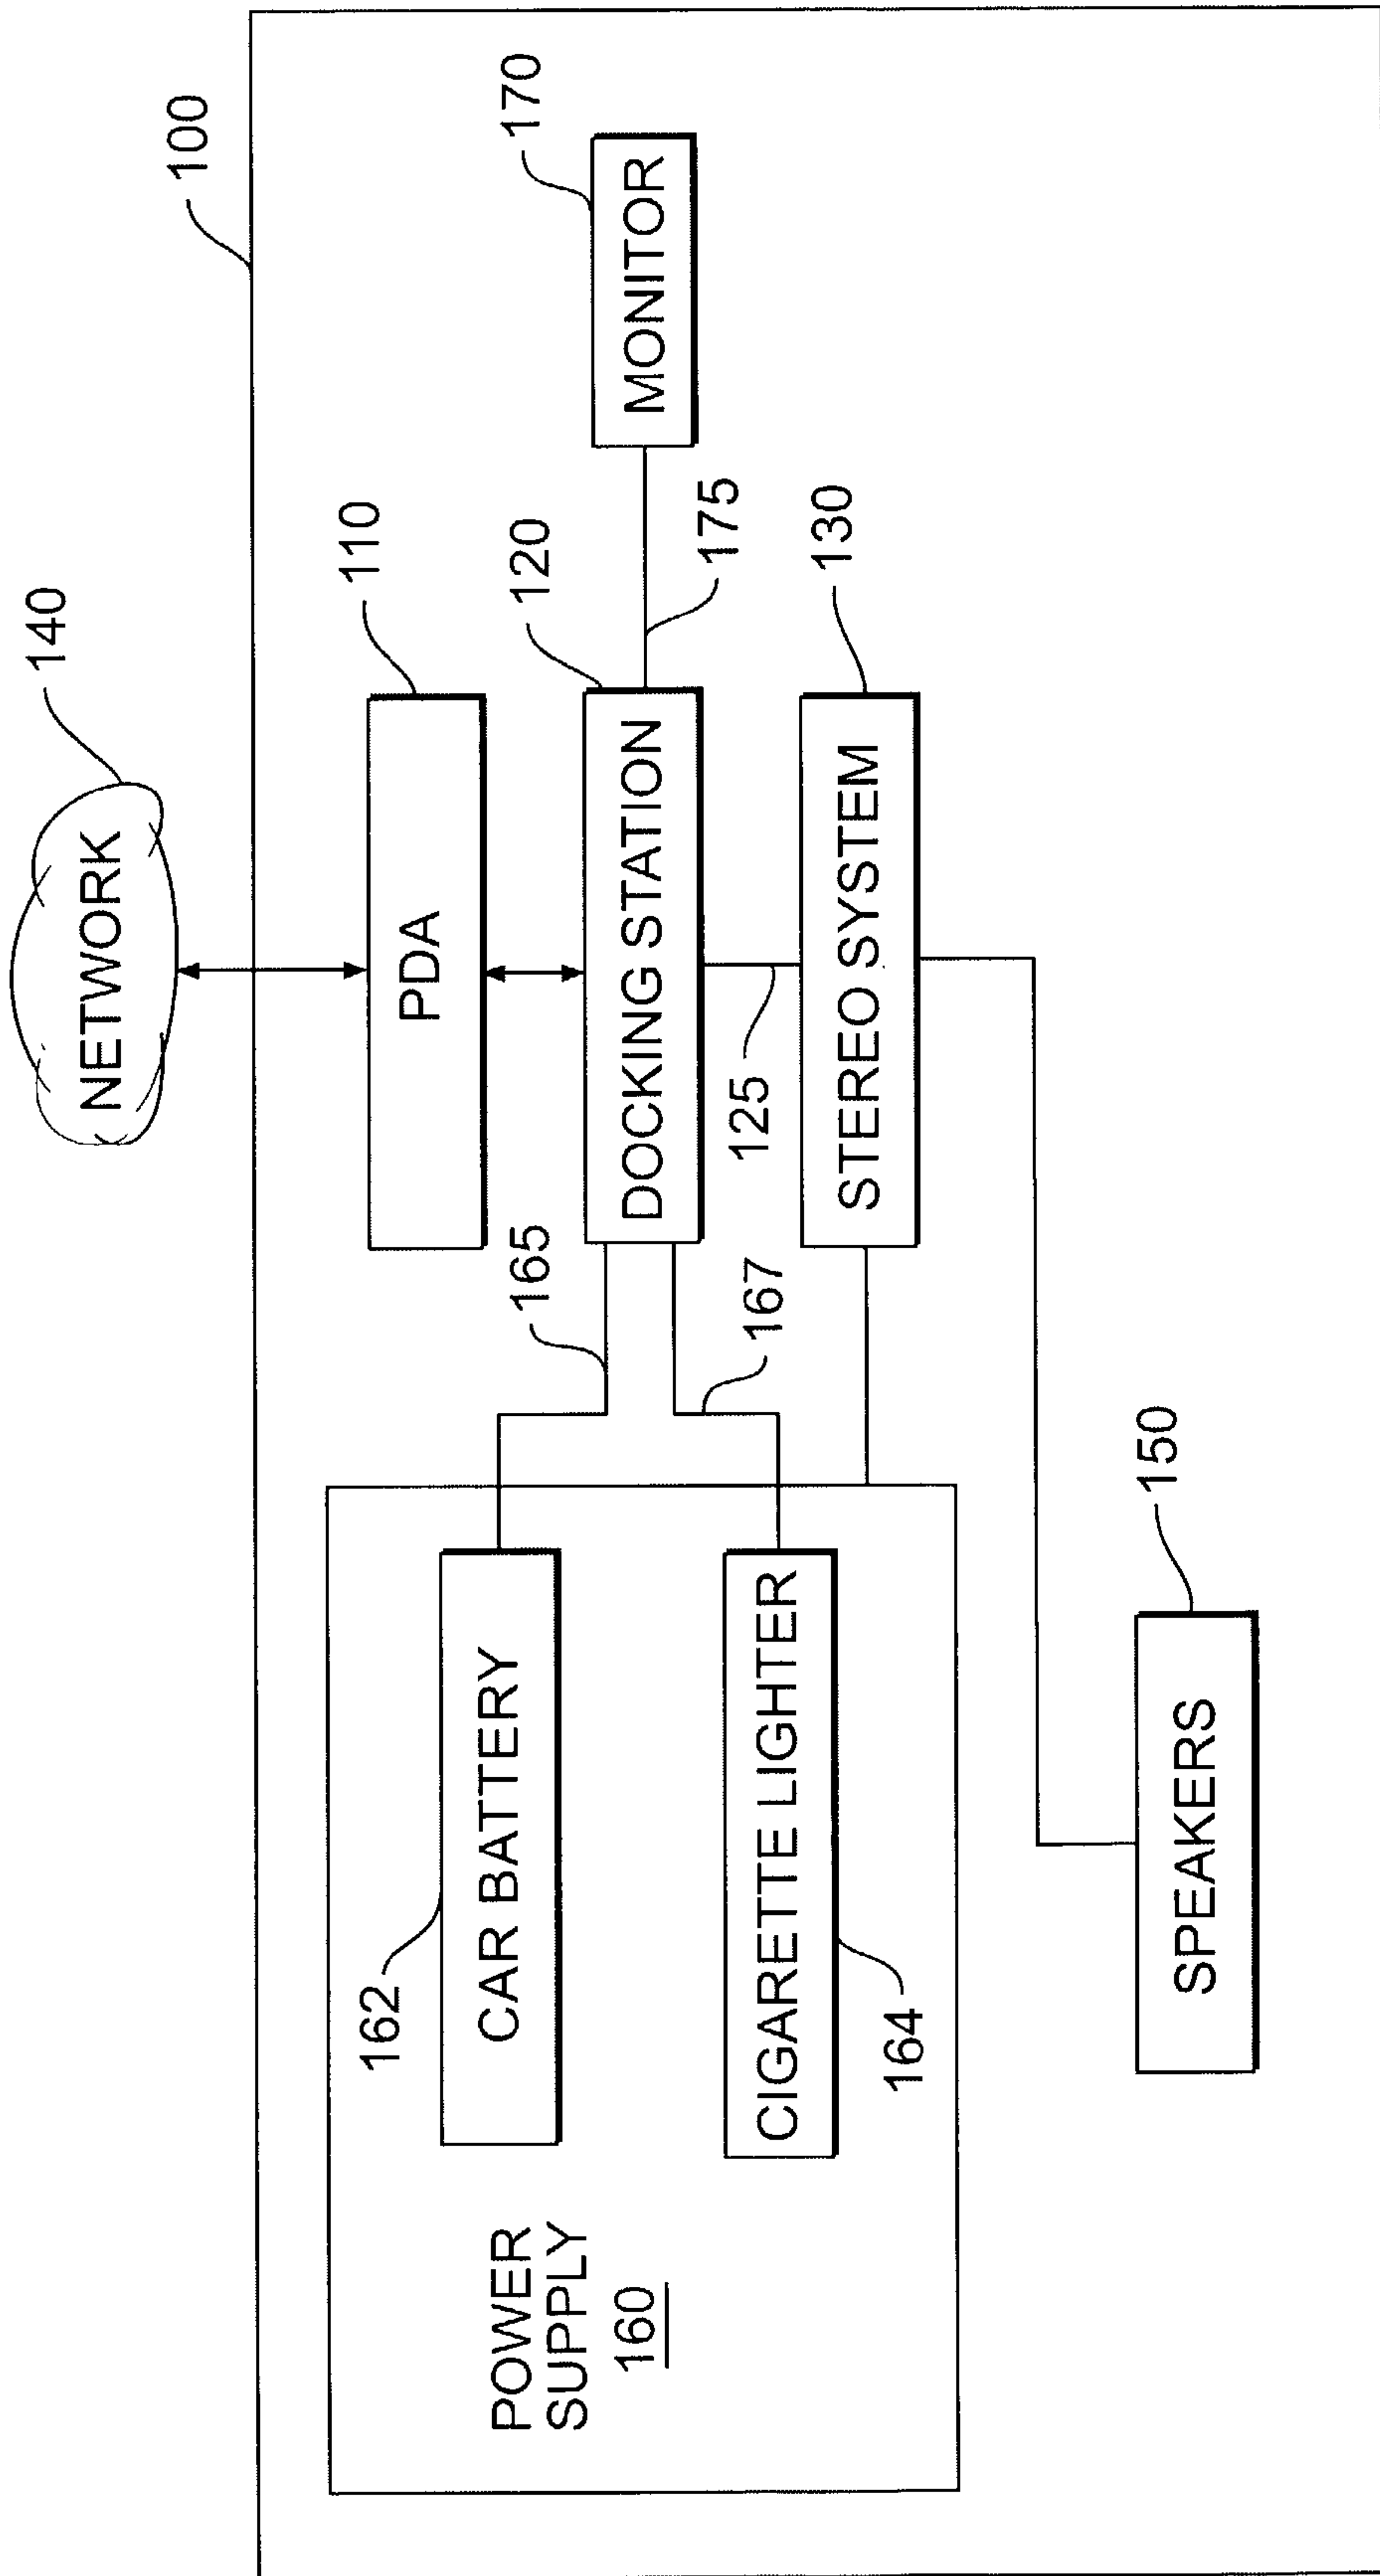 140
NETWORK
100
110
PDA
170
MONITOR
120
DOCKING STATION
175
165
125
130
STEREO SYSTEM
167
162
CAR BATTERY
CIGARETTE LIGHTER
164
POWER
SUPPLY
160
150
SPEAKERS